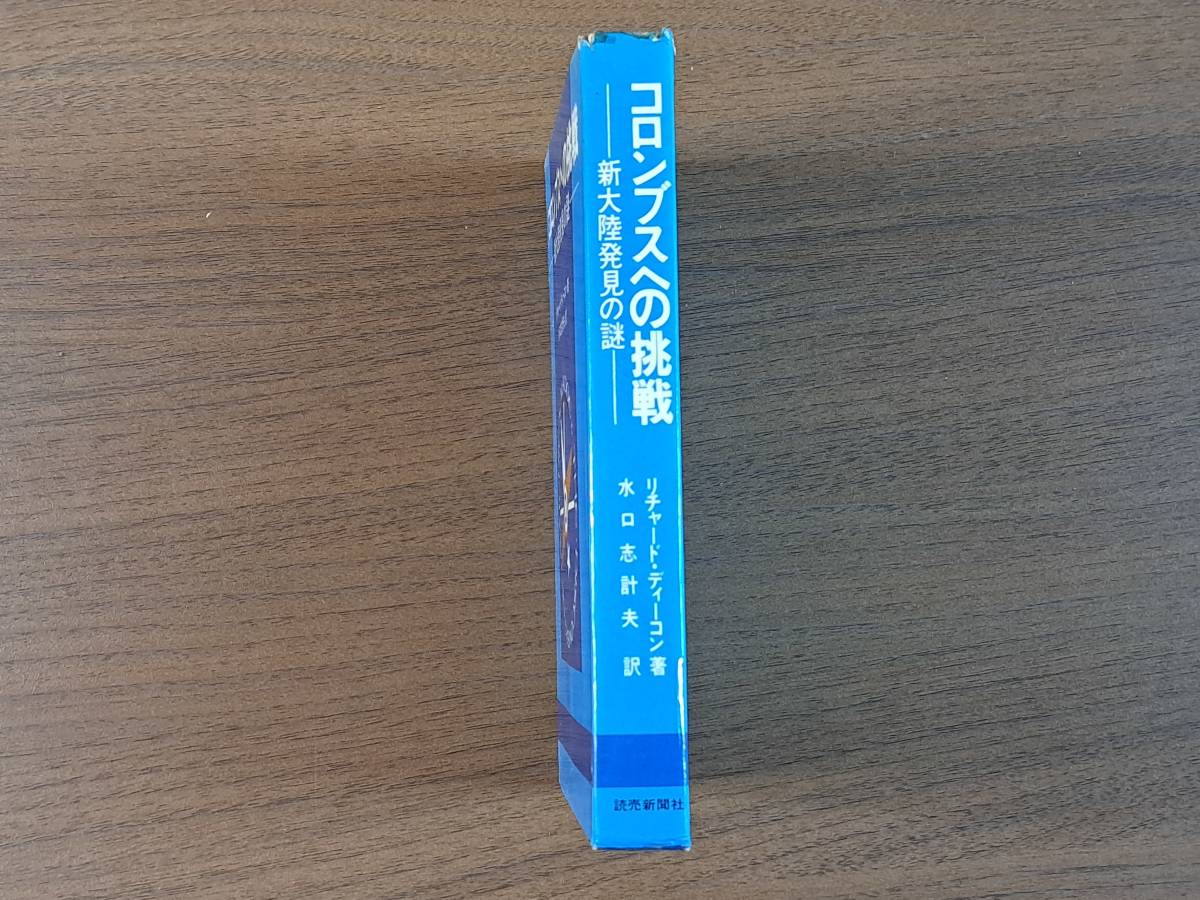 コロンブスへの挑戦
―新大陸発見の謎―
リチャード・ディーコン著
水口志計夫訳
読売新聞社